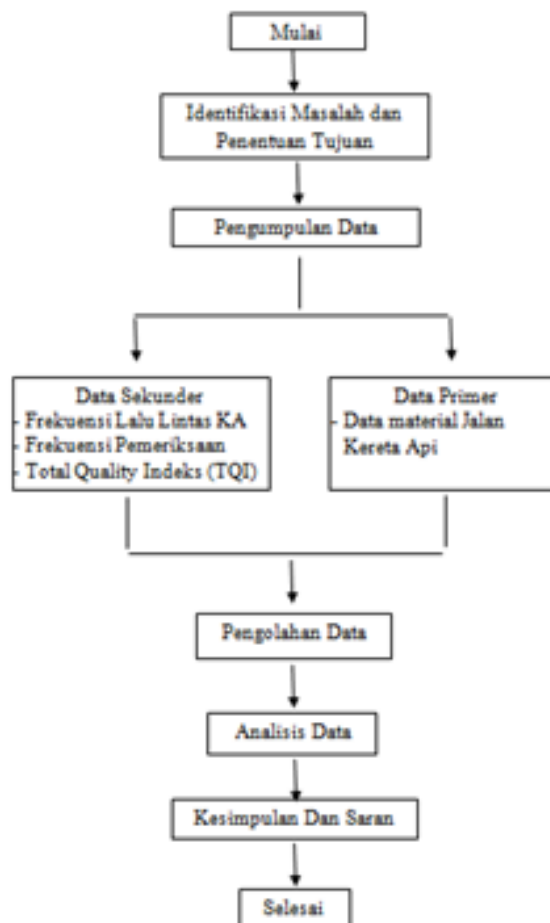 Mulai
Identifikasi Masalah dan
Penentuan Tujuan
Pengumpulan Data
Data Sekunder
- Frekuensi Lalu Lintas KA
- Frekuensi Pemeriksaan
- Total Quality Indeks (TQI)
Data Primer
- Data material Jalan
Kereta Api
Pengolahan Data
Analisis Data
Kesimpulan Dan Saran
Selesai